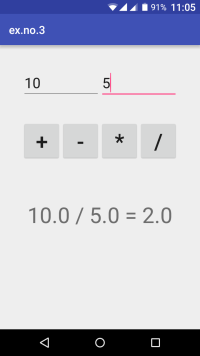 91% 11:05
ex.no.3
10 5
+ - * /
10.0 / 5.0 = 2.0